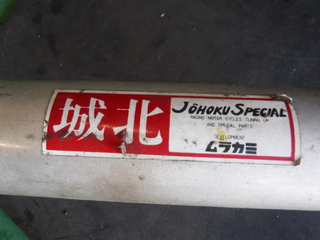 城北
JŌHOKU SPECIAL
RACING MOTOR CYCLES TUNING UP
AND SPECIAL PARTS
DEVELOPMENT
ムラカミ